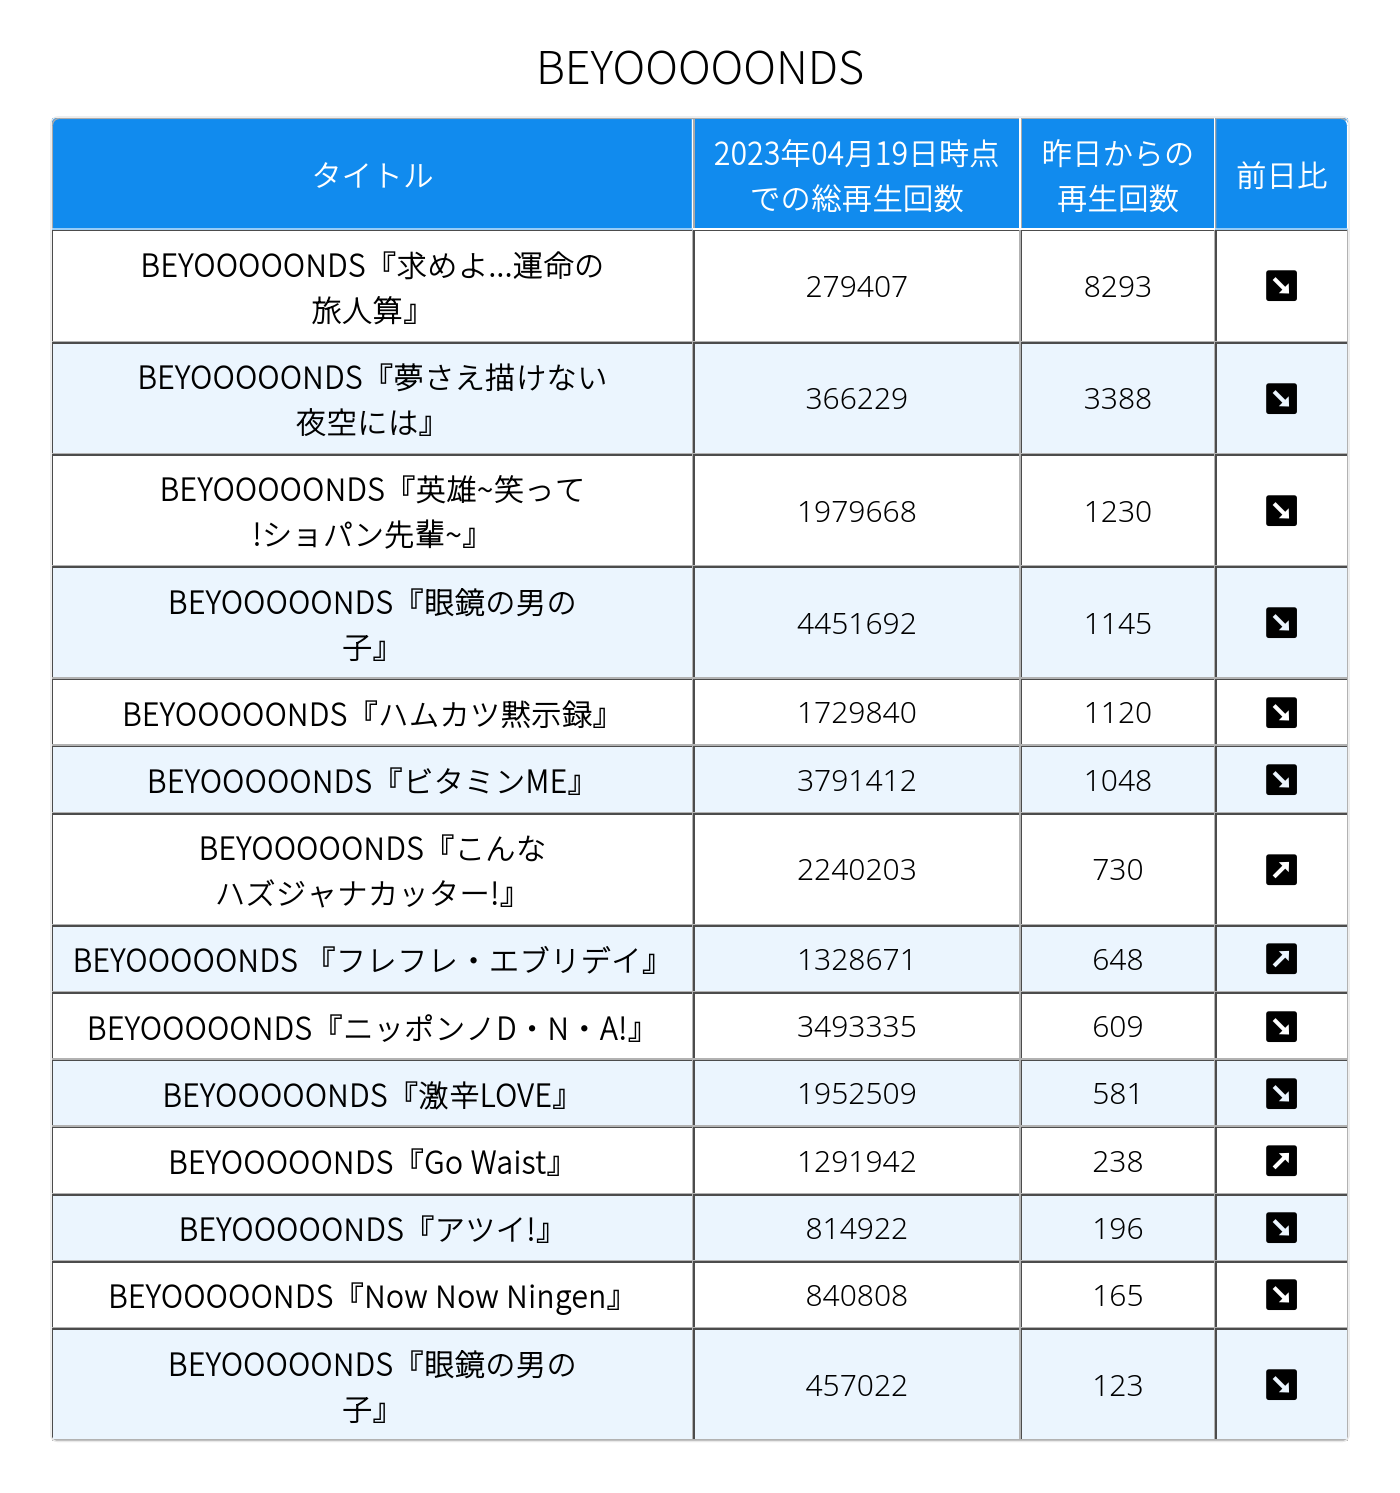 BEYOOOOONDS
タイトル
2023年04月19日時点
での総再生回数
昨日からの
再生回数
前日比
BEYOOOOONDS『求めよ...運命の
旅人算』
279407
8293
BEYOOOOONDS『夢さえ描けない
夜空には』
366229
3388
BEYOOOOONDS『英雄~笑って
!ショパン先輩~』
1979668
1230
BEYOOOOONDS『眼鏡の男の
子』
4451692
1145
BEYOOOOONDS『ハムカツ黙示録』
1729840
1120
BEYOOOOONDS『ビタミンME』
3791412
1048
BEYOOOOONDS『こんな
ハズジャナカッター!』
2240203
730
BEYOOOOONDS 『フレフレ・エブリデイ』
1328671
648
BEYOOOOONDS『ニッポンノD・N・A!』
3493335
609
BEYOOOOONDS『激辛LOVE』
1952509
581
BEYOOOOONDS『Go Waist』
1291942
238
BEYOOOOONDS『アツイ!』
814922
196
BEYOOOOONDS『Now Now Ningen』
840808
165
BEYOOOOONDS『眼鏡の男の
子』
457022
123